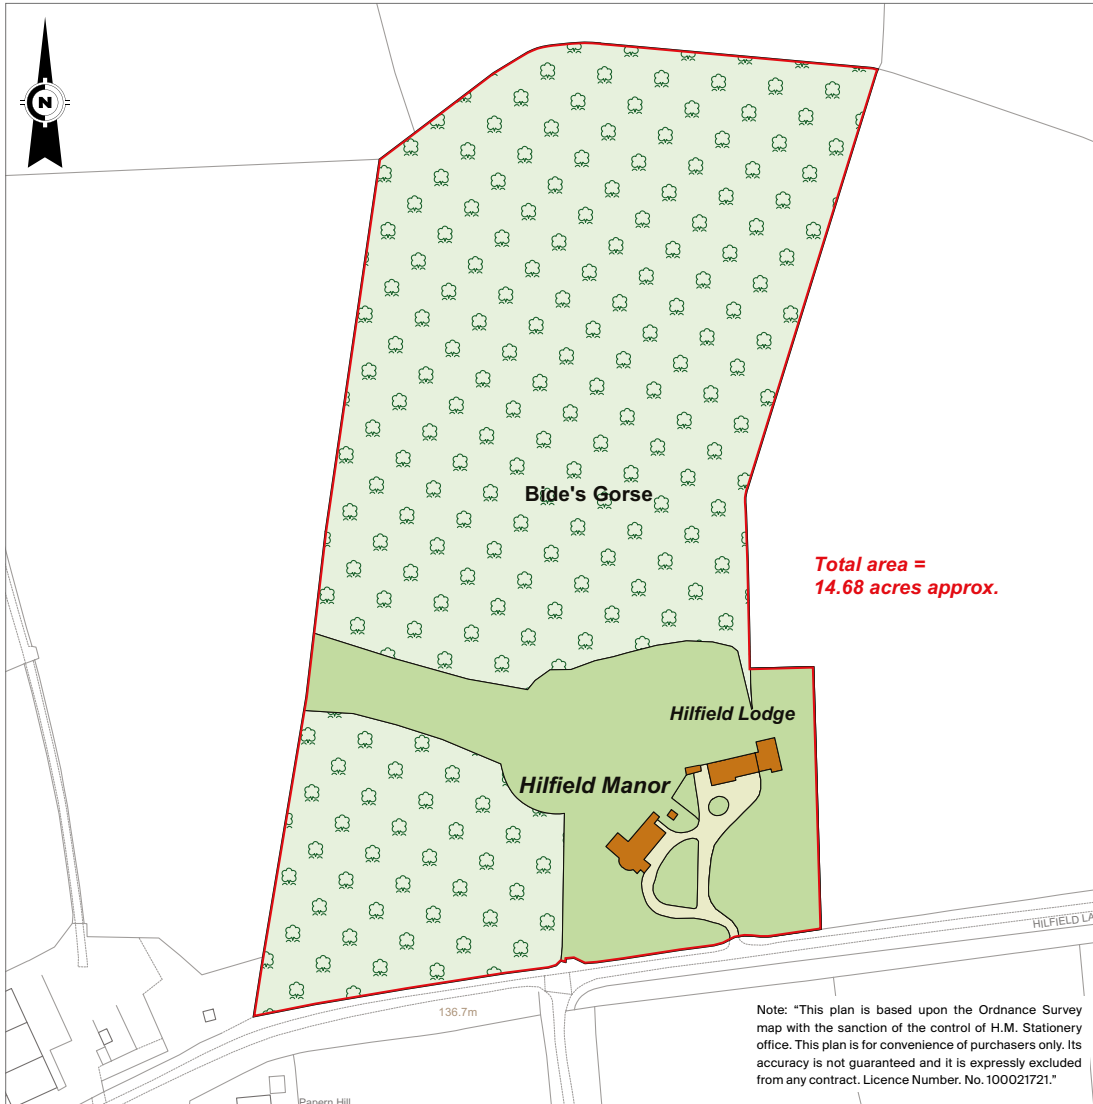 N
Bide's Gorse
Total area =
14.68 acres approx.
Hilfield Lodge
Hilfield Manor
HILFIELD LA
136.7m
Note: “This plan is based upon the Ordnance Survey
map with the sanction of the control of H.M. Stationery
office. This plan is for convenience of purchasers only. Its
accuracy is not guaranteed and it is expressly excluded
from any contract. Licence Number. No. 100021721.”
Papern Hill